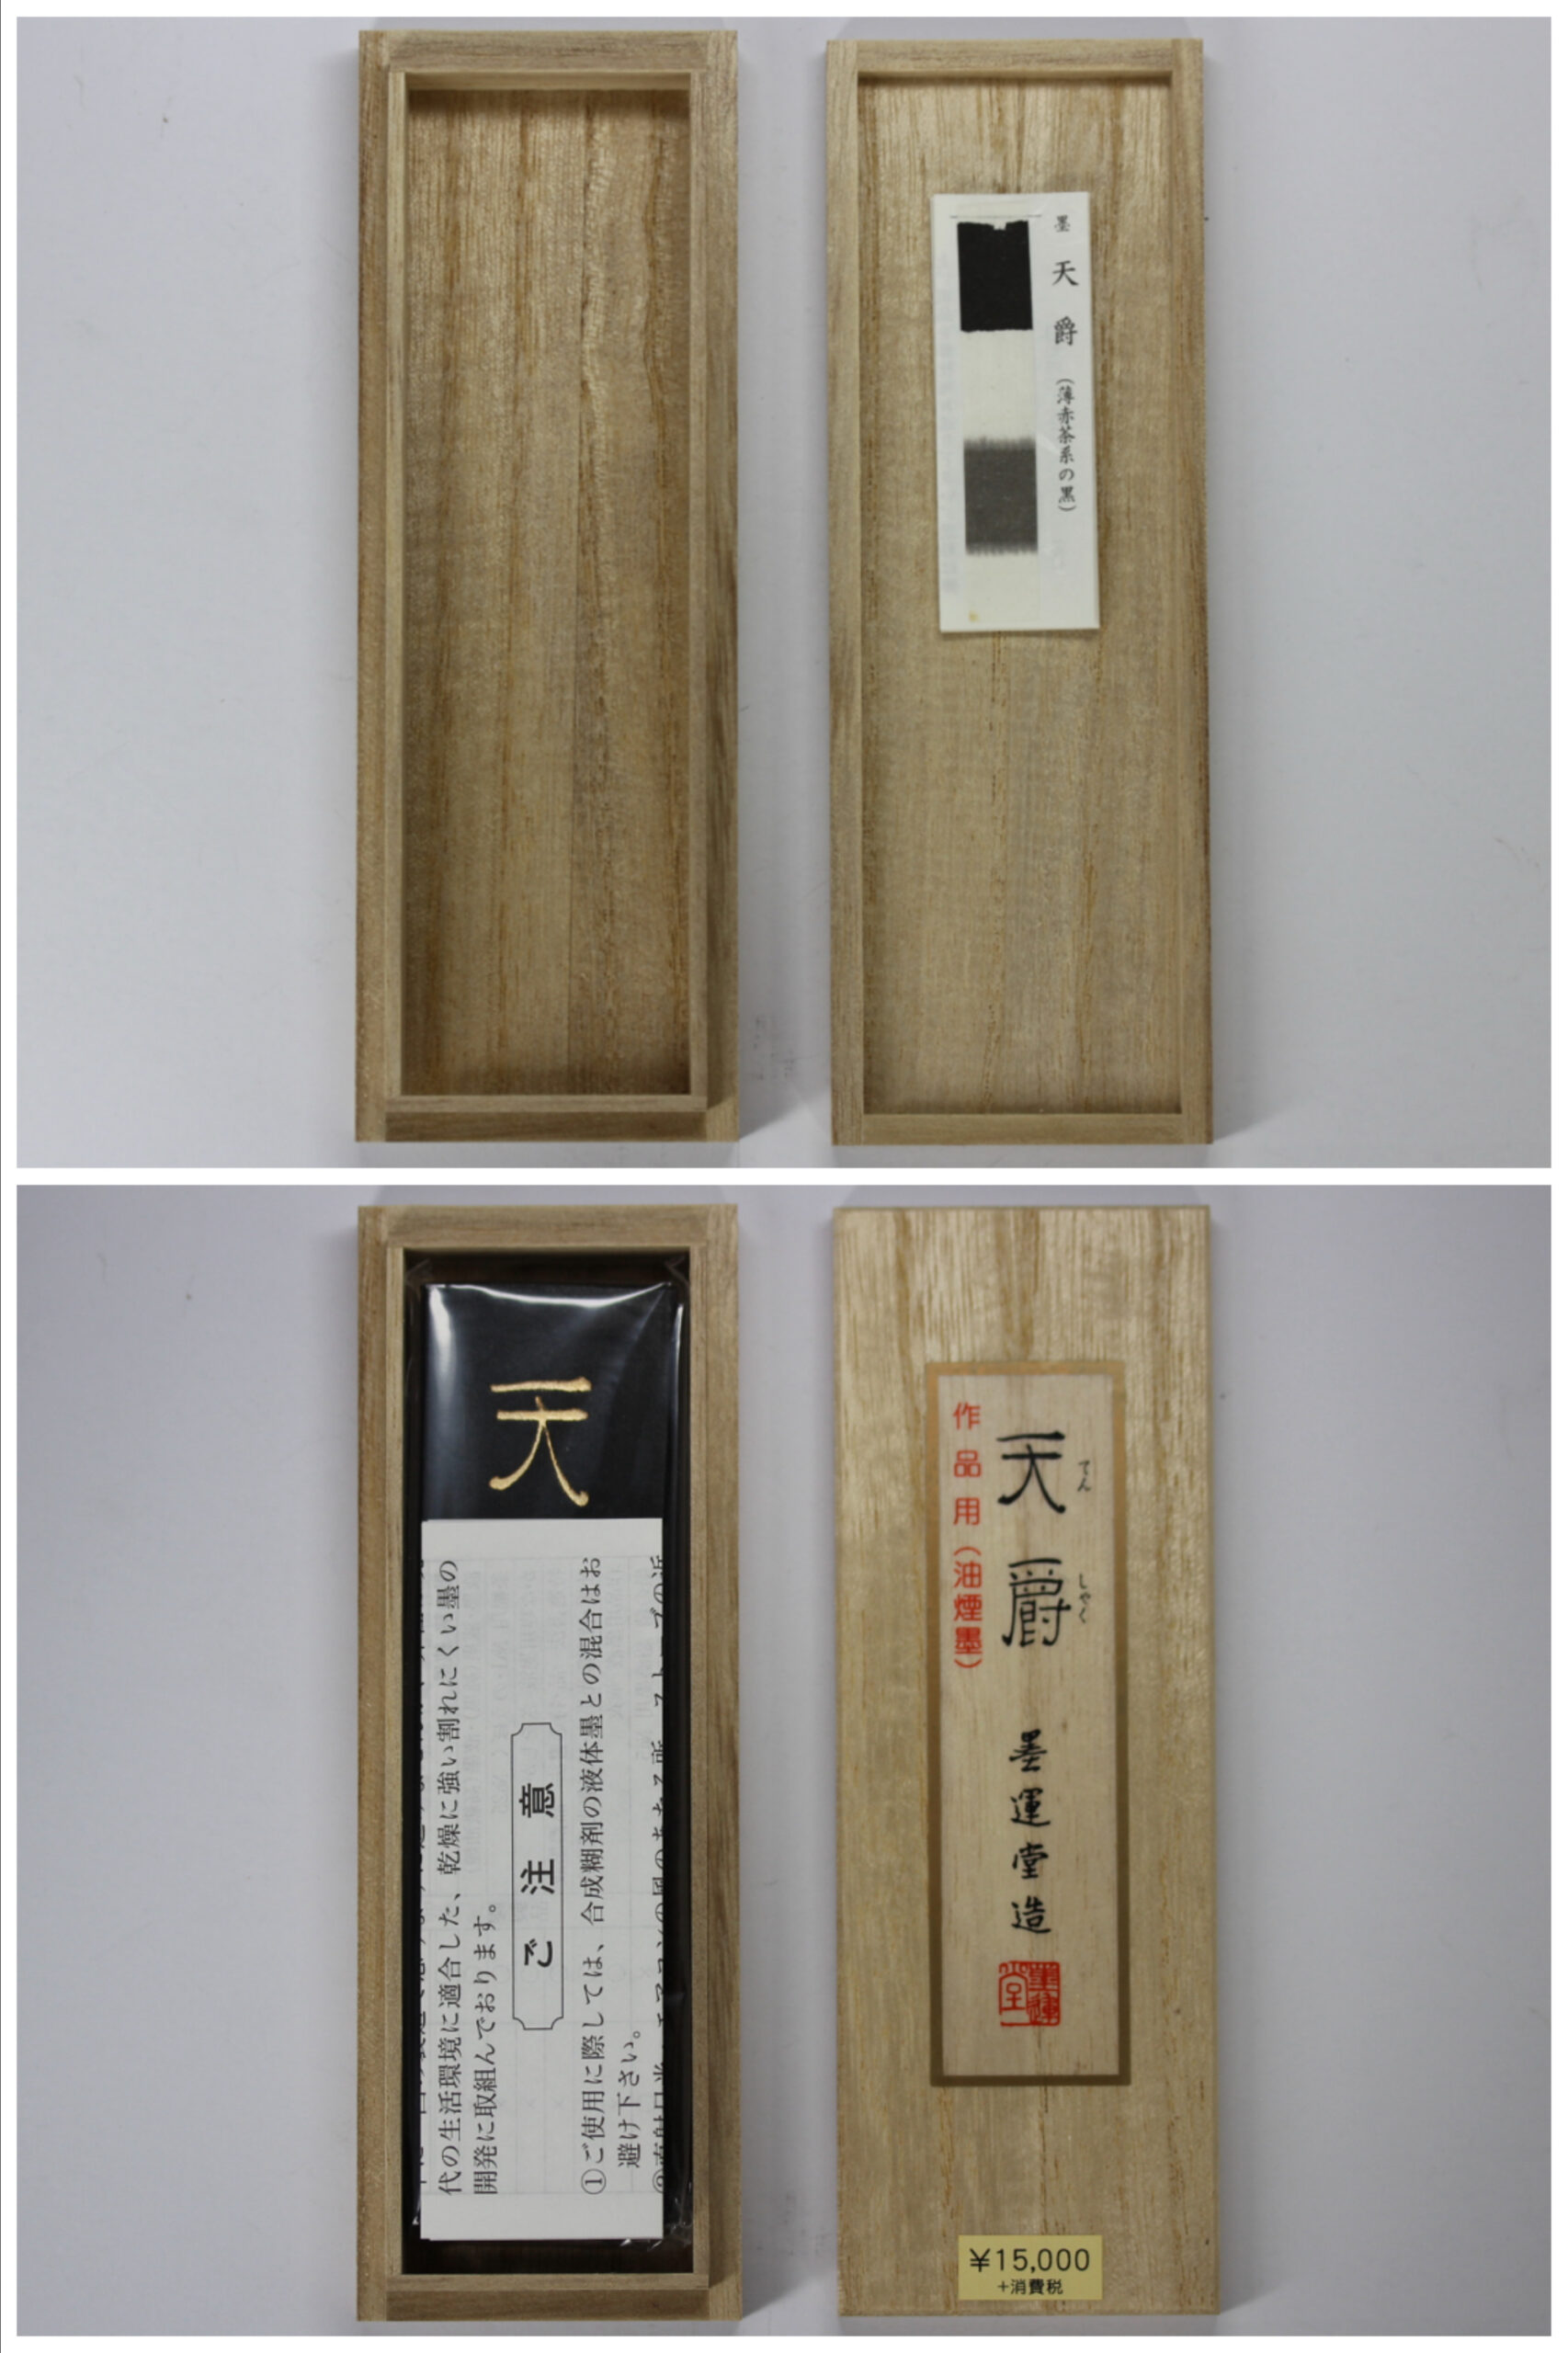 墨 天爵 (薄赤茶系の黒)
天
代の生活環境に適合した、乾燥に強い割れにくい墨の
開発に取組んでおります。
ご注意
①ご使用に際しては、合成糊剤の液体墨との混合はお
避け下さい。
天爵
てんしゃく
作品用(油煙墨)
墨運堂造
墨運堂
¥15,000
+消費税